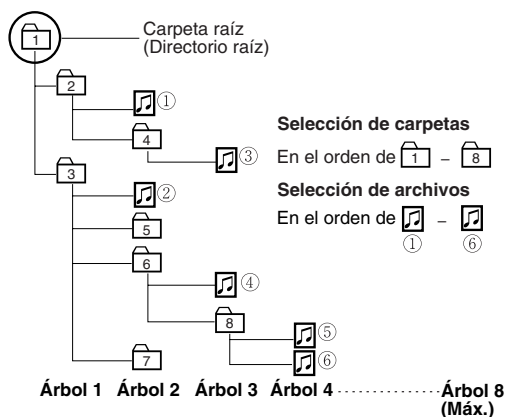 1
Carpeta raíz
(Directorio raíz)
2
①
4
③
3
②
5
6
④
8
⑤
⑥
7
Selección de carpetas
En el orden de 1 – 8
Selección de archivos
En el orden de –
① ⑥
Árbol 1 Árbol 2 Árbol 3 Árbol 4 ·············· Árbol 8
(Máx.)